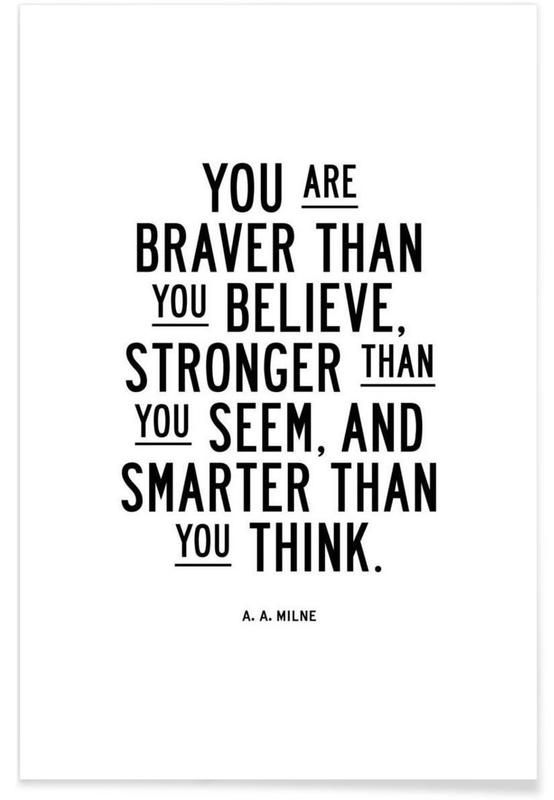 YOU ARE
BRAVER THAN
YOU BELIEVE,
STRONGER THAN
YOU SEEM, AND
SMARTER THAN
YOU THINK.
A. A. MILNE